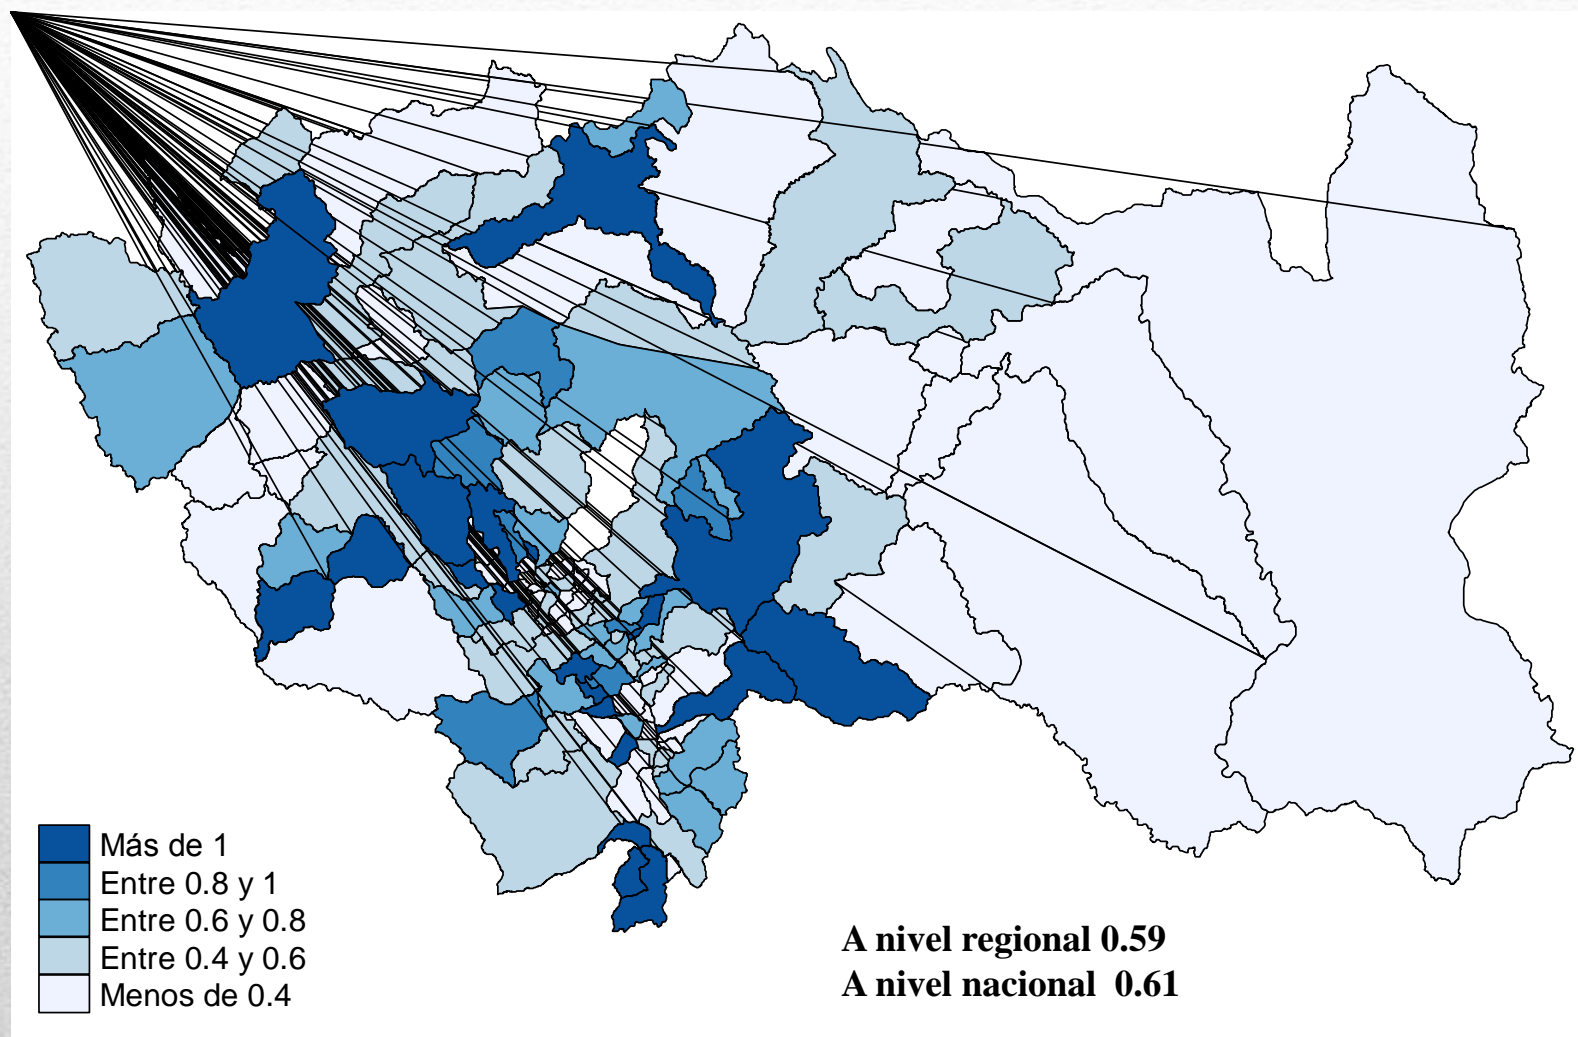 Más de 1
Entre 0.8 y 1
Entre 0.6 y 0.8
Entre 0.4 y 0.6
Menos de 0.4
A nivel regional 0.59
A nivel nacional 0.61